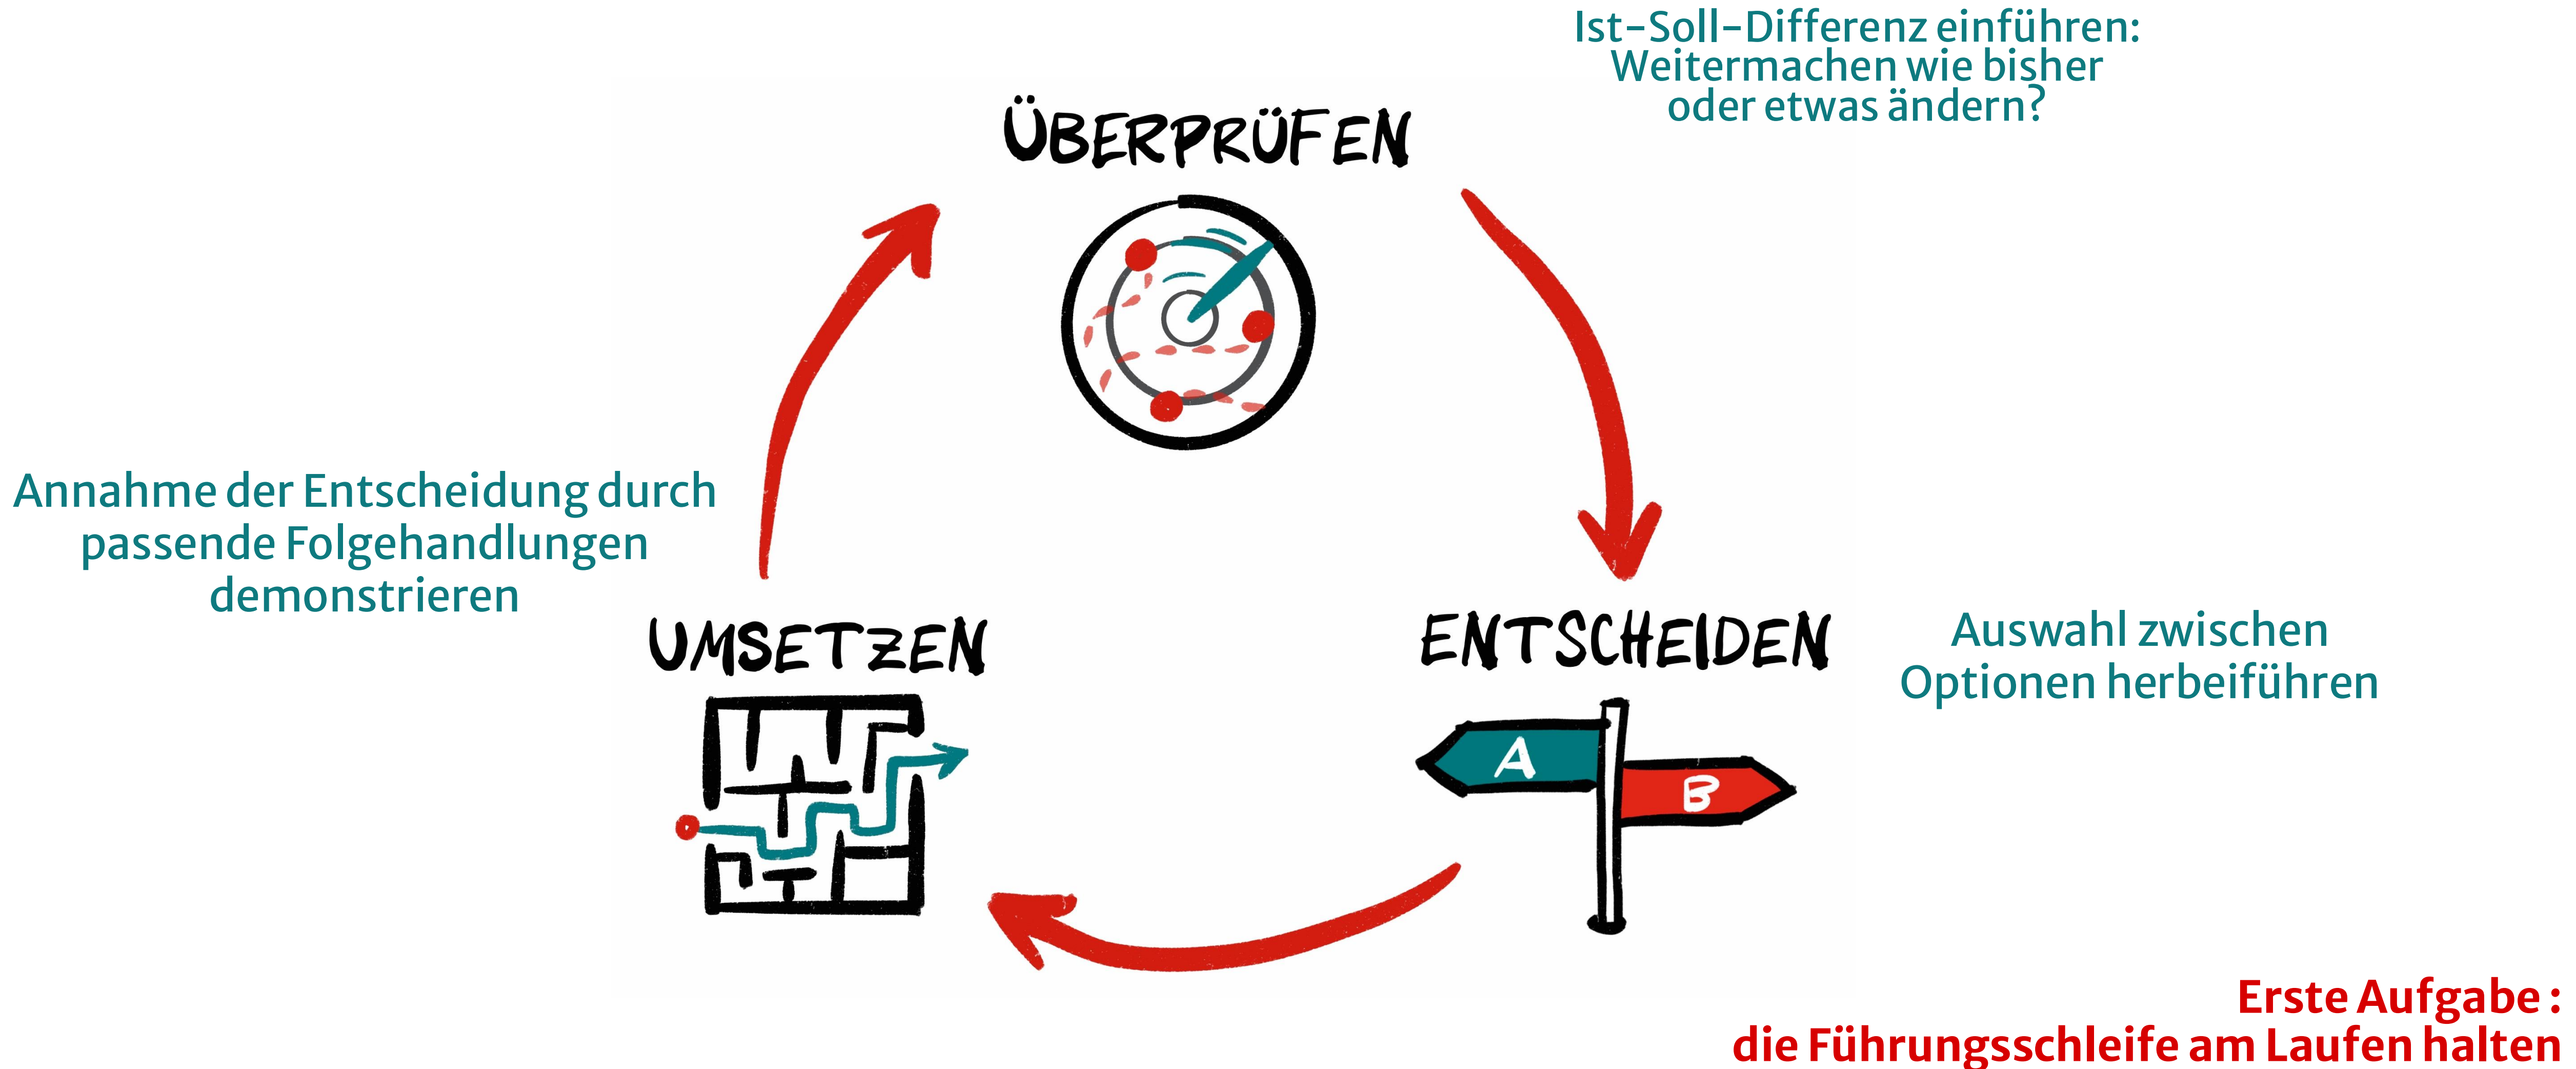 Ist-Soll-Differenz einführen:
Weitermachen wie bisher
oder etwas ändern?
ÜBERPRÜFEN
Annahme der Entscheidung durch
passende Folgehandlungen
demonstrieren
UMSETZEN
ENTSCHEIDEN
Auswahl zwischen
Optionen herbeiführen
A
B
Erste Aufgabe :
die Führungsschleife am Laufen halten